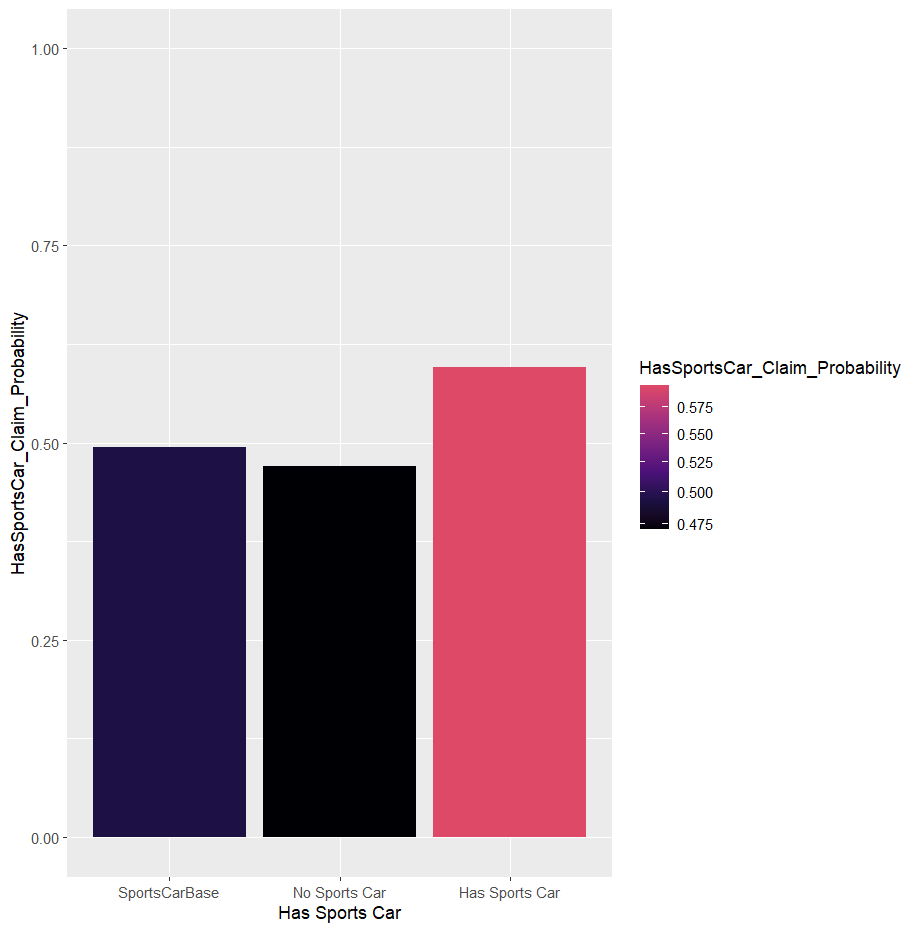 1.00
0.75
0.50
0.25
0.00
HasSportsCar_Claim_Probability
SportsCarBase No Sports Car Has Sports Car
Has Sports Car
HasSportsCar_Claim_Probability
0.575
0.550
0.525
0.500
0.475